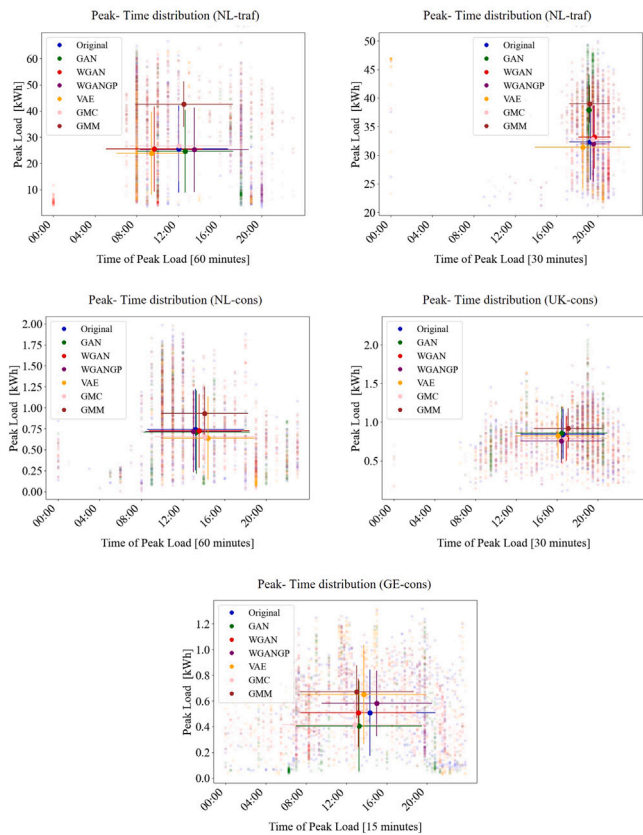 Peak- Time distribution (NL-traf)
Original
GAN
WGAN
WGANGP
VAE
GMC
GMM
Peak Load [kWh]
60
50
40
30
20
10
00:00
04:00
08:00
12:00
16:00
20:00
Time of Peak Load [60 minutes]
Peak- Time distribution (NL-traf)
Original
GAN
WGAN
WGANGP
VAE
GMC
GMM
Peak Load [kWh]
50
45
40
35
30
25
20
00:00
04:00
08:00
12:00
16:00
20:00
Time of Peak Load [30 minutes]
Peak- Time distribution (NL-cons)
Original
GAN
WGAN
WGANGP
VAE
GMC
GMM
Peak Load [kWh]
2.00
1.75
1.50
1.25
1.00
0.75
0.50
0.25
0.00
00:00
04:00
08:00
12:00
16:00
20:00
Time of Peak Load [60 minutes]
Peak- Time distribution (UK-cons)
Original
GAN
WGAN
WGANGP
VAE
GMC
GMM
Peak Load [kWh]
2.0
1.5
1.0
0.5
00:00
04:00
08:00
12:00
16:00
20:00
Time of Peak Load [30 minutes]
Peak- Time distribution (GE-cons)
Original
GAN
WGAN
WGANGP
VAE
GMC
GMM
Peak Load [kWh]
1.2
1.0
0.8
0.6
0.4
0.2
0.0
00:00
04:00
08:00
12:00
16:00
20:00
Time of Peak Load [15 minutes]